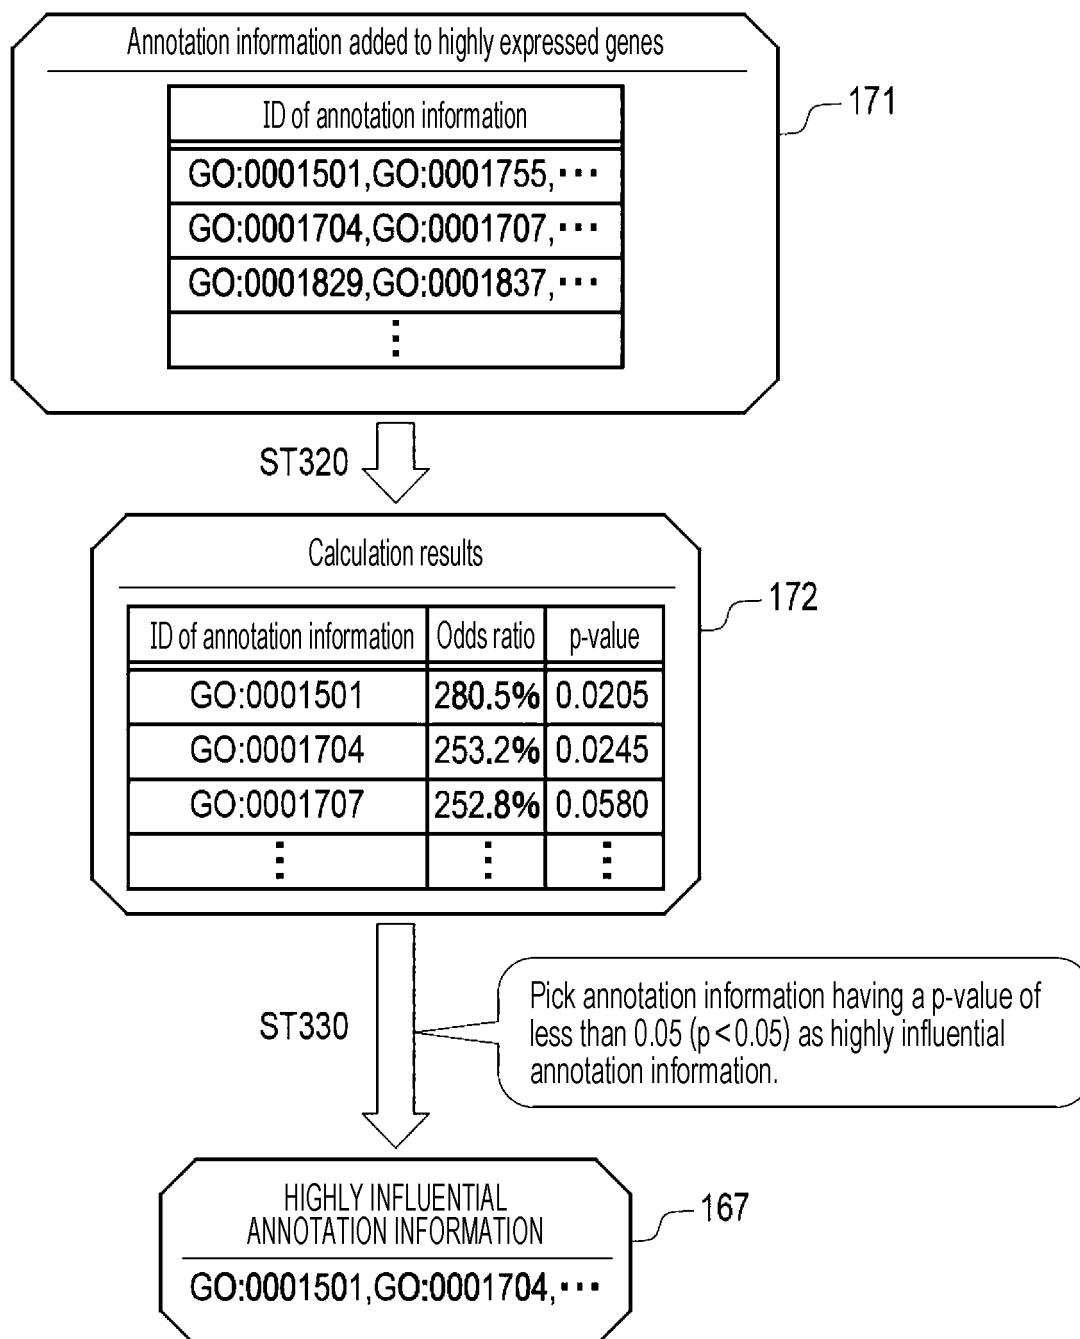 Annotation information added to highly expressed genes
171
ID of annotation information
GO:0001501,GO:0001755,···
GO:0001704,GO:0001707,···
GO:0001829,GO:0001837,···
⋮
ST320
Calculation results
172
ID of annotation information Odds ratio p-value
GO:0001501 280.5% 0.0205
GO:0001704 253.2% 0.0245
GO:0001707 252.8% 0.0580
⋮ ⋮ ⋮
ST330
Pick annotation information having a p-value of
less than 0.05 (p<0.05) as highly influential
annotation information.
HIGHLY INFLUENTIAL
ANNOTATION INFORMATION
167
GO:0001501,GO:0001704,···